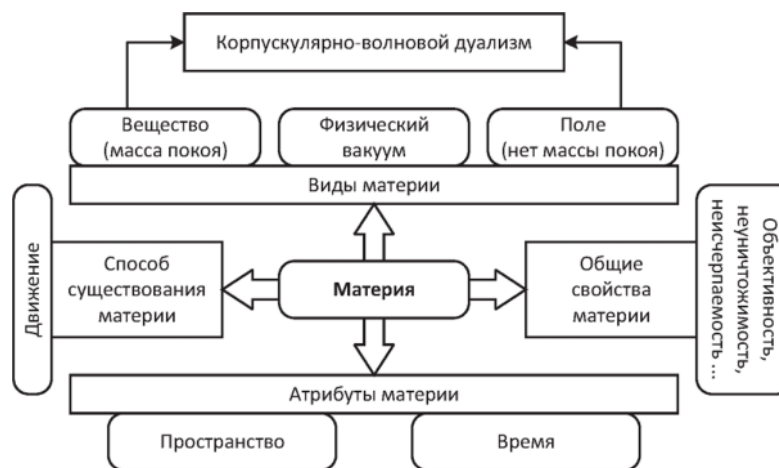 Корпускулярно-волновой дуализм
Вещество
(масса покоя)
Физический
вакуум
Поле
(нет массы покоя)
Виды материи
Движение
Способ
существования
материи
Материя
Общие
свойства
материи
Объективность,
неуничтожимость,
неисчерпаемость ...
Атрибуты материи
Пространство
Время